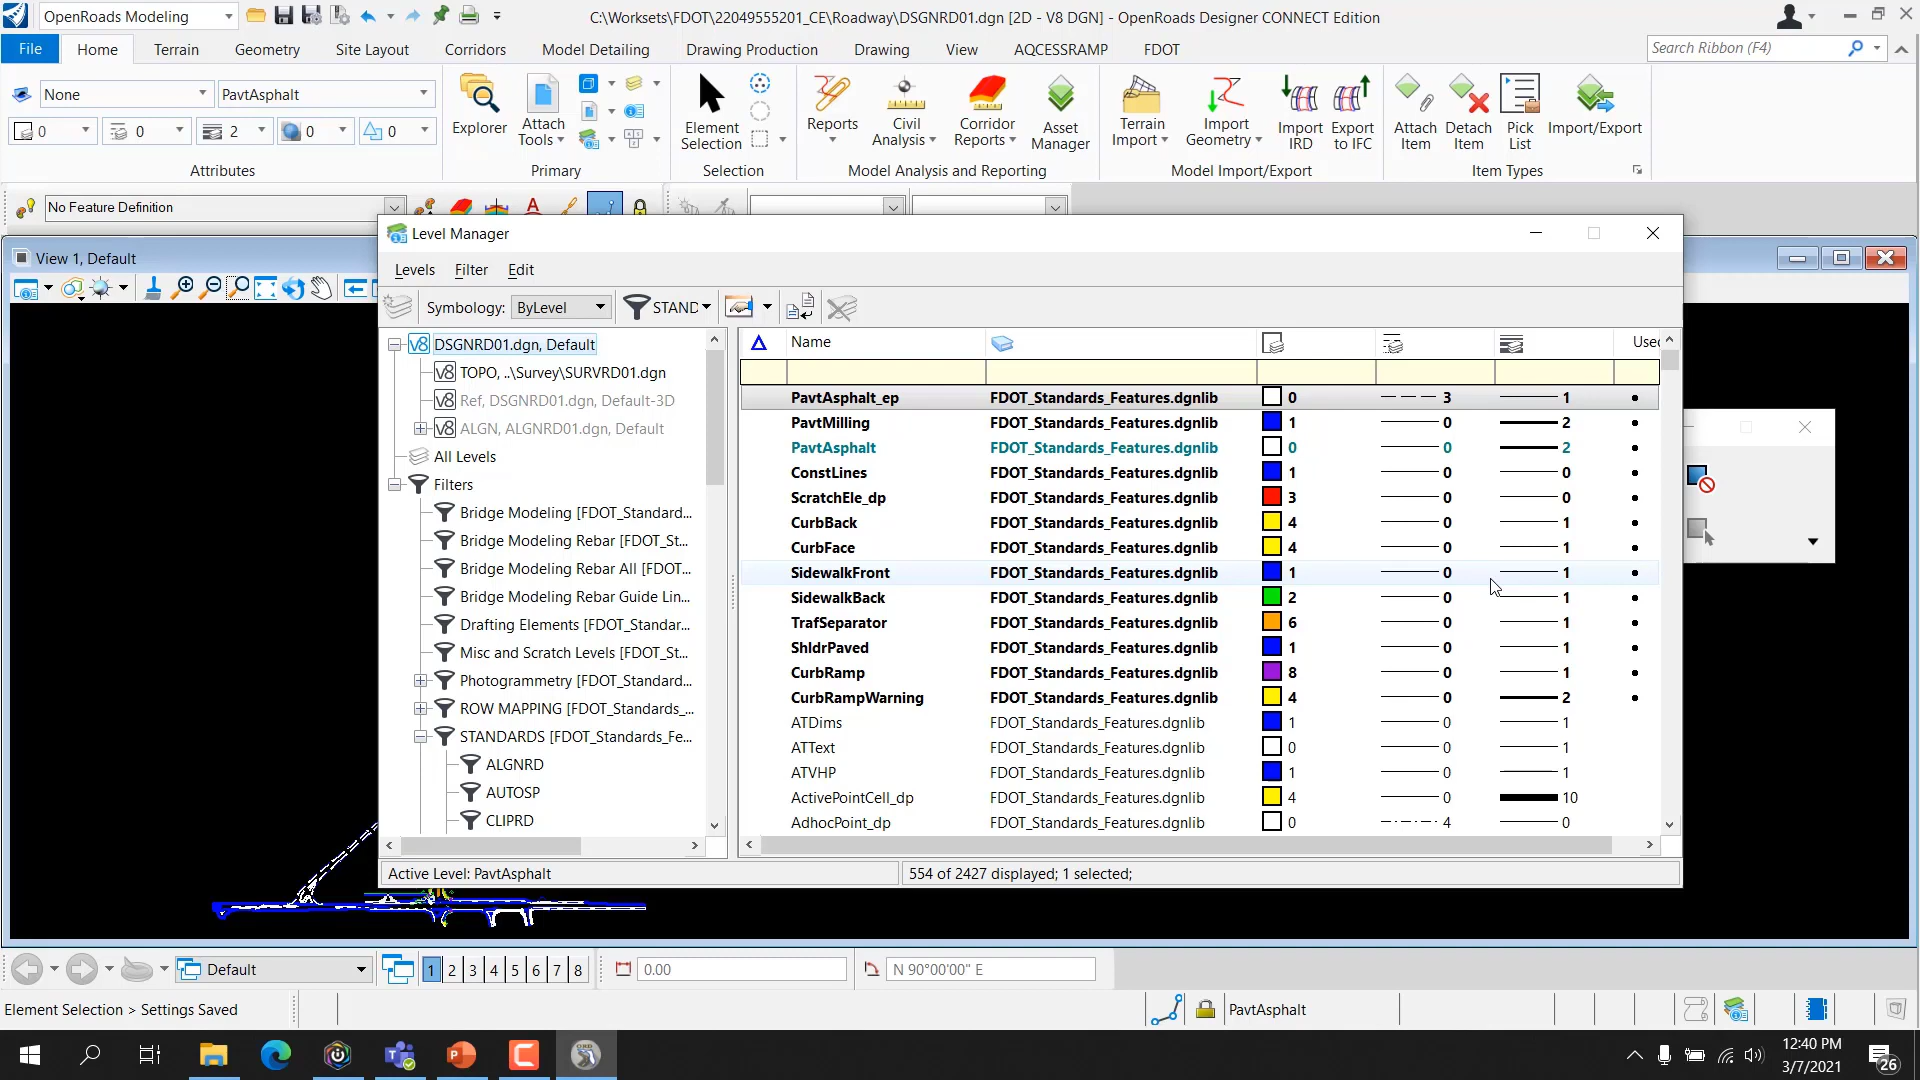 OpenRoads Modeling
C:\Worksets\FDOT\22049555201_CE\Roadway\DSGNRD01.dgn [2D - V8 DGN] - OpenRoads Designer CONNECT Edition
File Home Terrain Geometry Site Layout Corridors Model Detailing Drawing Production Drawing View AQCESSRAMP FDOT
Search Ribbon (F4)
None PavtAsphalt
0 0 2 0 0
Explorer
Attach
Tools
Element
Selection
Reports
Civil
Analysis
Corridor
Reports
Asset
Manager
Terrain
Import
Import
Geometry
Import
IRD
Export
to IFC
Attach
Item
Detach
Item
Pick
List
Import/Export
Attributes Primary Selection Model Analysis and Reporting Model Import/Export Item Types
No Feature Definition
View 1, Default
Level Manager
Levels Filter Edit
Symbology: ByLevel STAND
DSGNRD01.dgn, Default
TOPO, ..\Survey\SURVRD01.dgn
Ref, DSGNRD01.dgn, Default-3D
ALGN, ALGNRD01.dgn, Default
All Levels
Filters
Bridge Modeling [FDOT_Standard...
Bridge Modeling Rebar [FDOT_St...
Bridge Modeling Rebar All [FDOT...
Bridge Modeling Rebar Guide Lin...
Drafting Elements [FDOT_Standar...
Misc and Scratch Levels [FDOT_St...
Photogrammetry [FDOT_Standard...
ROW MAPPING [FDOT_Standards_...
STANDARDS [FDOT_Standards_Fe...
ALGNRD
AUTOSP
CLIPRD
Name Used
PavtAsphalt_ep FDOT_Standards_Features.dgnlib 0 3 1
PavtMilling FDOT_Standards_Features.dgnlib 1 0 2
PavtAsphalt FDOT_Standards_Features.dgnlib 0 0 2
ConstLines FDOT_Standards_Features.dgnlib 1 0 0
ScratchEle_dp FDOT_Standards_Features.dgnlib 3 0 0
CurbBack FDOT_Standards_Features.dgnlib 4 0 1
CurbFace FDOT_Standards_Features.dgnlib 4 0 1
SidewalkFront FDOT_Standards_Features.dgnlib 1 0 1
SidewalkBack FDOT_Standards_Features.dgnlib 2 0 1
TrafSeparator FDOT_Standards_Features.dgnlib 6 0 1
ShldrPaved FDOT_Standards_Features.dgnlib 1 0 1
CurbRamp FDOT_Standards_Features.dgnlib 8 0 1
CurbRampWarning FDOT_Standards_Features.dgnlib 4 0 2
ATDims FDOT_Standards_Features.dgnlib 1 0 1
ATText FDOT_Standards_Features.dgnlib 0 0 1
ATVHP FDOT_Standards_Features.dgnlib 1 0 1
ActivePointCell_dp FDOT_Standards_Features.dgnlib 4 0 10
AdhocPoint_dp FDOT_Standards_Features.dgnlib 0 4 0
Active Level: PavtAsphalt 554 of 2427 displayed; 1 selected;
Default 1 2 3 4 5 6 7 8 0.00 N 90°00'00" E
Element Selection > Settings Saved PavtAsphalt
12:40 PM
3/7/2021
26